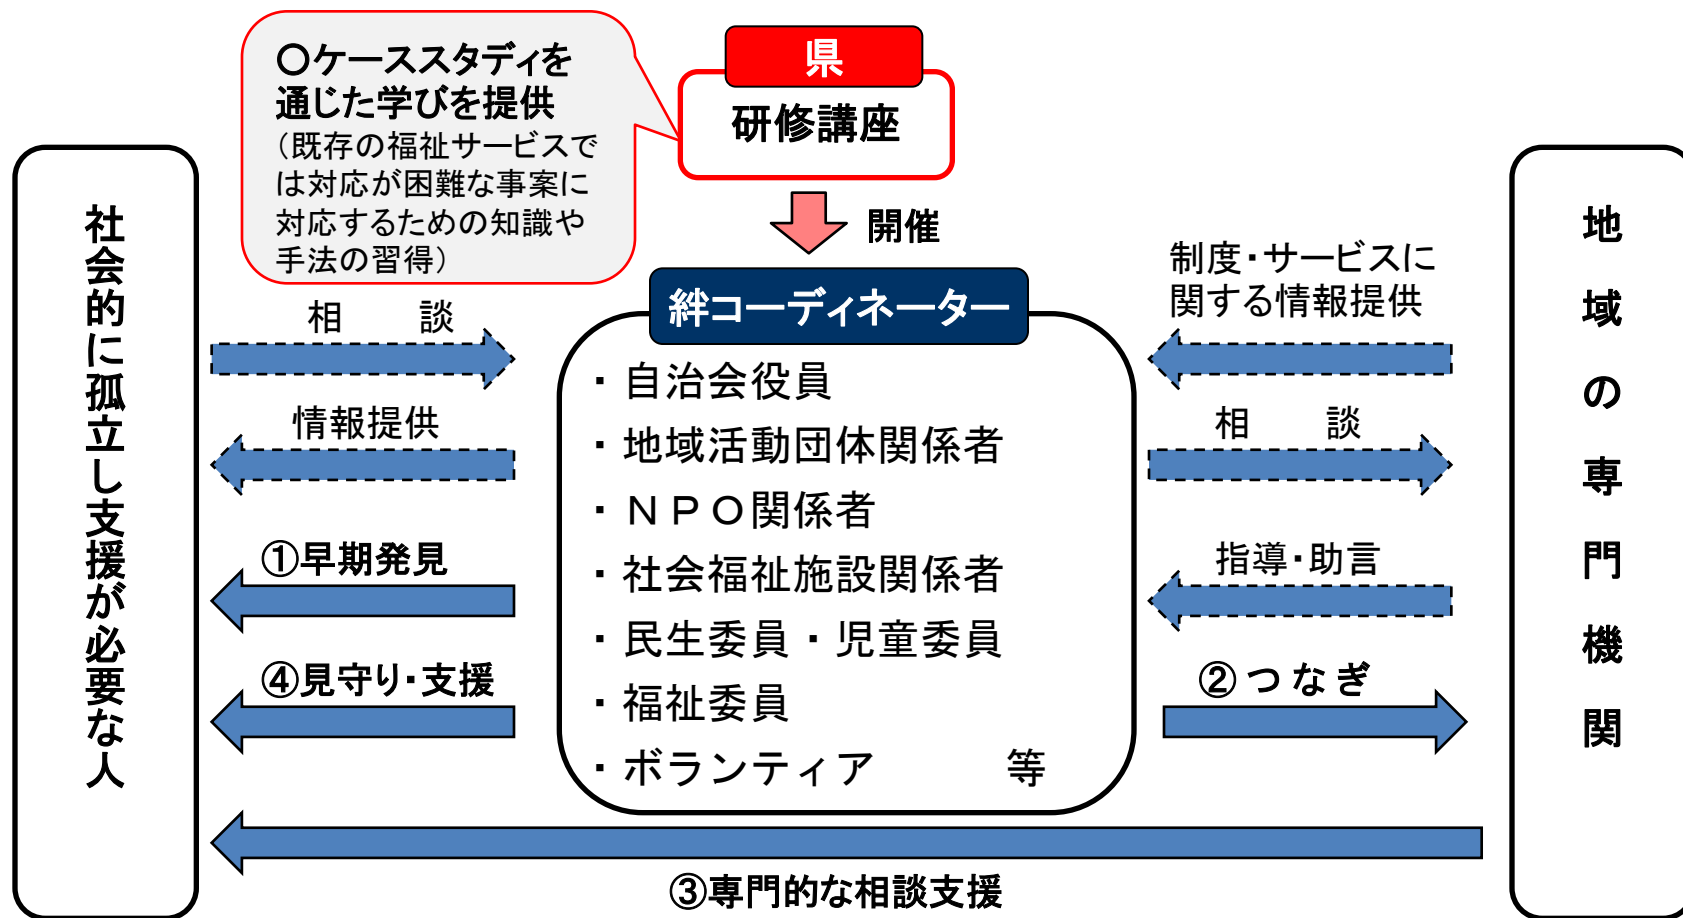 〇ケーススタディを
通じた学びを提供
（既存の福祉サービスで
は対応が困難な事案に
対応するための知識や
手法の習得）
県
研修講座
開催
社会的に孤立し支援が必要な人
相　談
情報提供
①早期発見
④見守り・支援
絆コーディネーター
・自治会役員
・地域活動団体関係者
・ＮＰＯ関係者
・社会福祉施設関係者
・民生委員・児童委員
・福祉委員
・ボランティア　　等
制度・サービスに
関する情報提供
相　談
指導・助言
②つなぎ
地域の専門機関
③専門的な相談支援